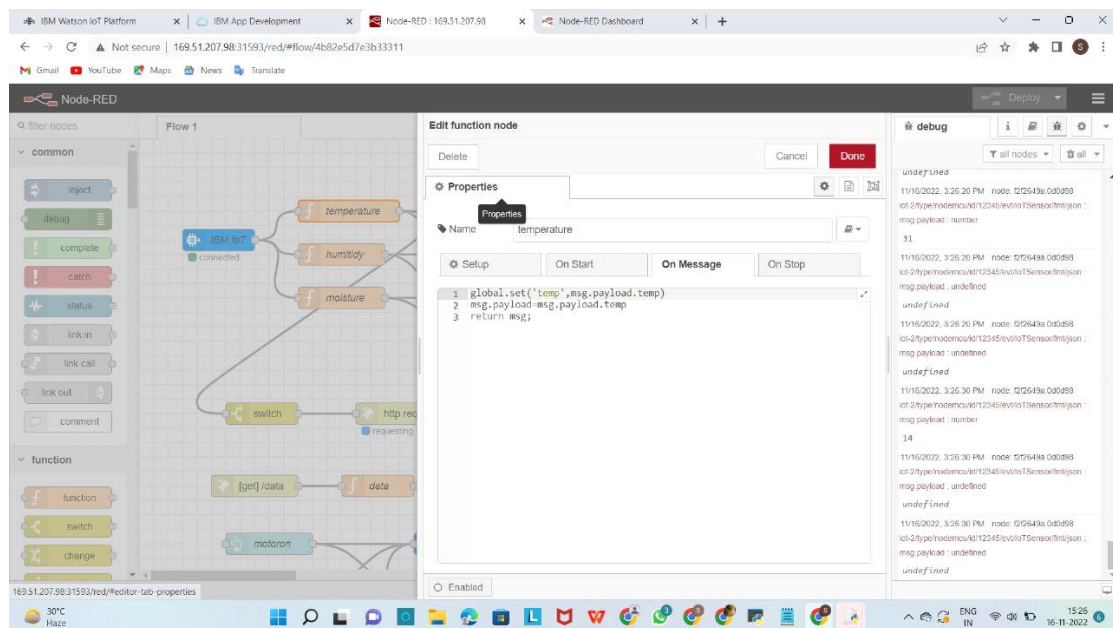 IBM Watson IoT Platform
IBM App Development
Node-RED : 169.51.207.98
Node-RED Dashboard
Not secure | 169.51.207.98:31593/red/#flow/4b82e5d7e3b33311
Gmail
YouTube
Maps
News
Translate
Node-RED
Deploy
filter nodes
Flow 1
common
inject
debug
complete
catch
status
link in
link call
link out
comment
function
function
switch
change
IBM IoT
connected
temperature
humitidy
moisture
switch
http req
requesting
[get] /data
data
motoron
Edit function node
Delete
Cancel
Done
Properties
Properties
Name
temperature
Setup
On Start
On Message
On Stop
1 global.set('temp',msg.payload.temp)
2 msg.payload=msg.payload.temp
3 return msg;
Enabled
debug
all nodes
all
undefined
11/16/2022, 3:26:20 PM node: f2f2649a.0d0d98
iot-2/type/nodemcu/id/12345/evt/IoTSensor/fmt/json :
msg.payload : number
31
11/16/2022, 3:26:20 PM node: f2f2649a.0d0d98
iot-2/type/nodemcu/id/12345/evt/IoTSensor/fmt/json :
msg.payload : undefined
undefined
11/16/2022, 3:26:20 PM node: f2f2649a.0d0d98
iot-2/type/nodemcu/id/12345/evt/IoTSensor/fmt/json :
msg.payload : undefined
undefined
11/16/2022, 3:26:30 PM node: f2f2649a.0d0d98
iot-2/type/nodemcu/id/12345/evt/IoTSensor/fmt/json :
msg.payload : number
14
11/16/2022, 3:26:30 PM node: f2f2649a.0d0d98
iot-2/type/nodemcu/id/12345/evt/IoTSensor/fmt/json :
msg.payload : undefined
undefined
11/16/2022, 3:26:30 PM node: f2f2649a.0d0d98
iot-2/type/nodemcu/id/12345/evt/IoTSensor/fmt/json :
msg.payload : undefined
undefined
169.51.207.98:31593/red/#editor-tab-properties
30°C
Haze
ENG
IN
15:26
16-11-2022